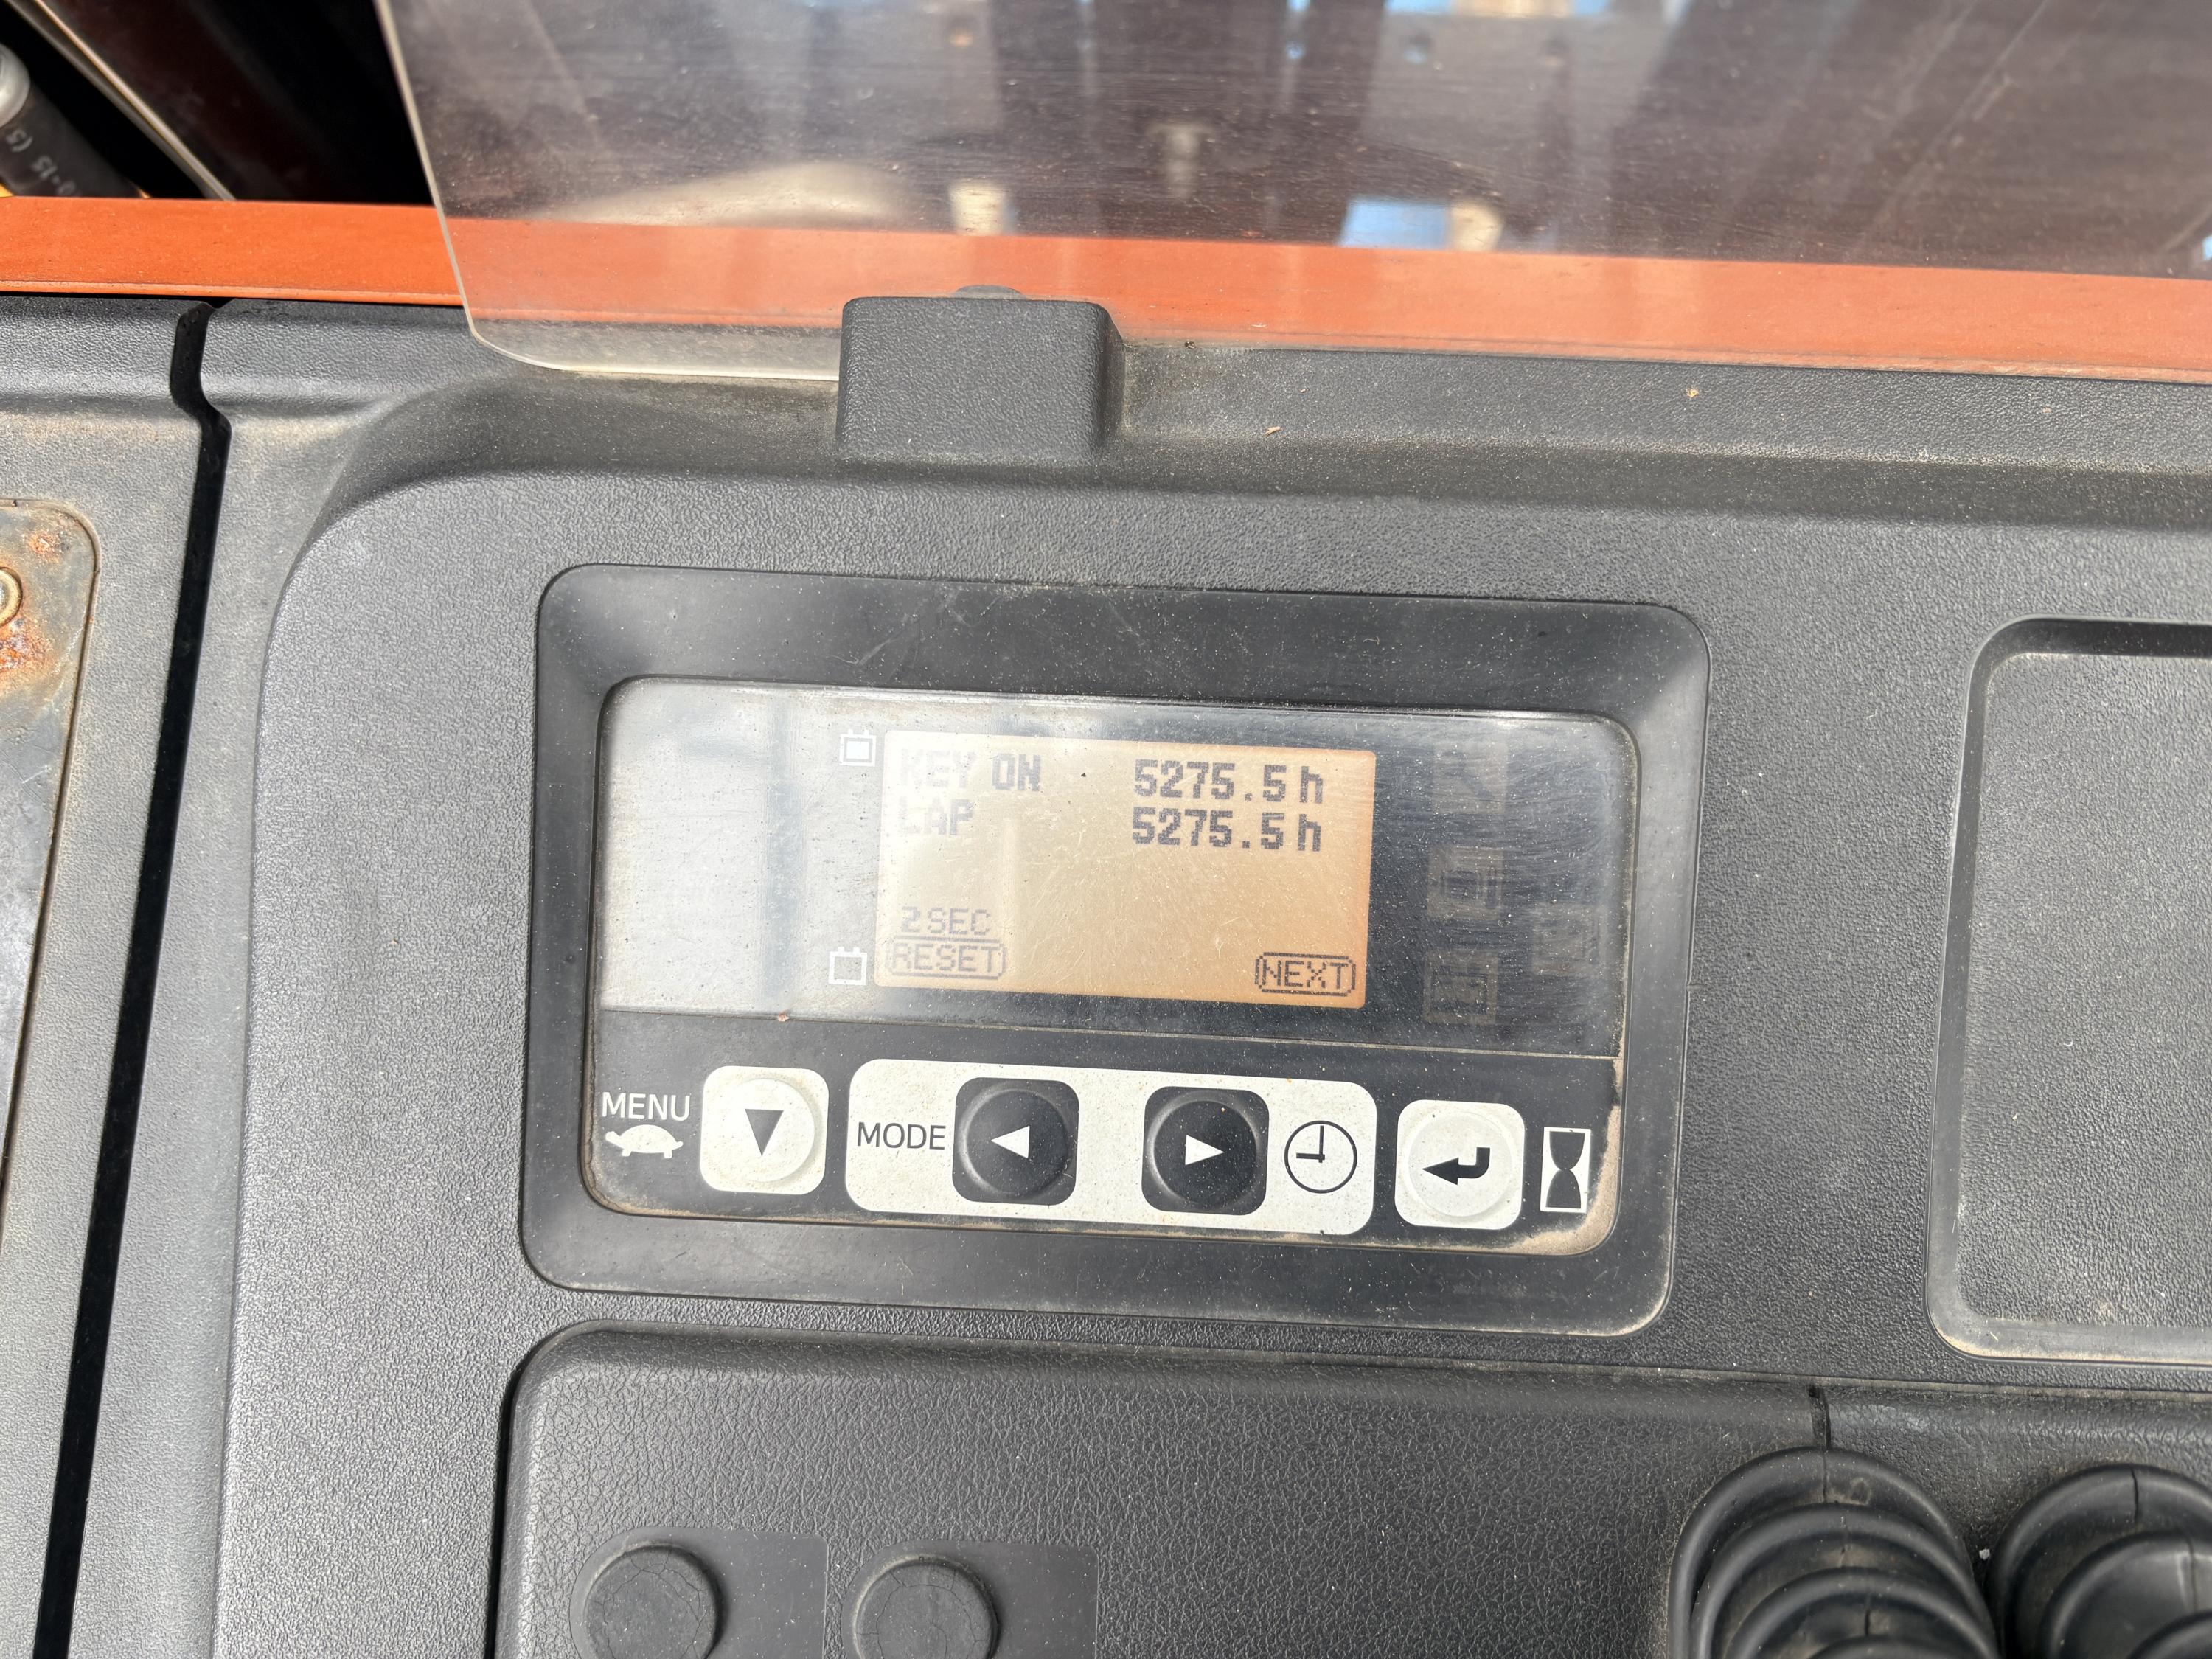 KEY ON 5275.5 h
LAP 5275.5 h
2 SEC
RESET NEXT
MENU MODE